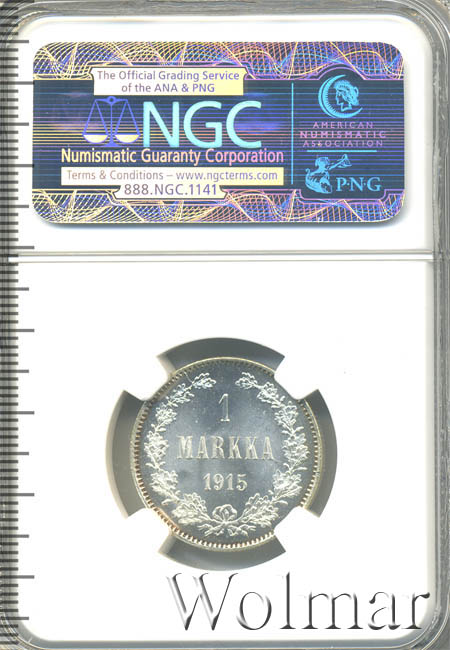 The Official Grading Service
of the ANA & PNG
NGC
Numismatic Guaranty Corporation
Terms & Conditions – www.ngcterms.com
888.NGC.1141
AMERICAN
NUMISMATIC
ASSOCIATION
P·N·G
1
MARKKA
1915
Wolmar